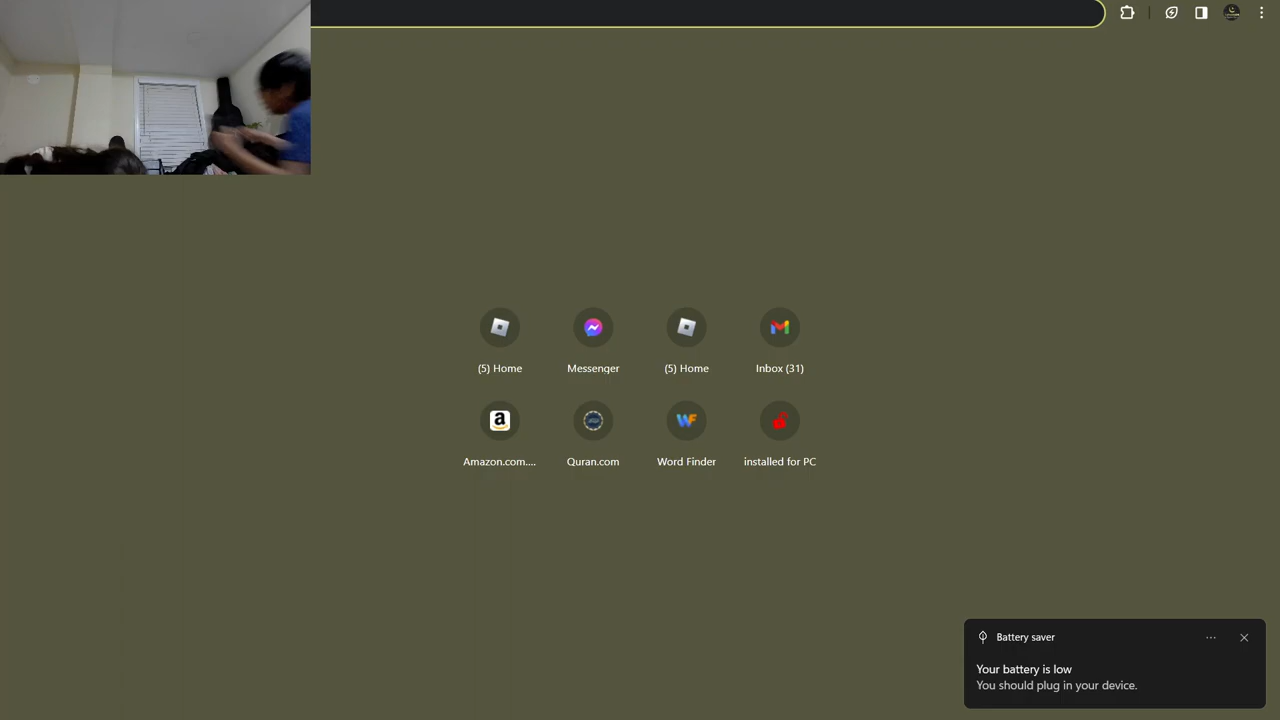 (5) Home
Messenger
(5) Home
Inbox (31)
Amazon.com....
Quran.com
Word Finder
installed for PC
Battery saver
Your battery is low
You should plug in your device.